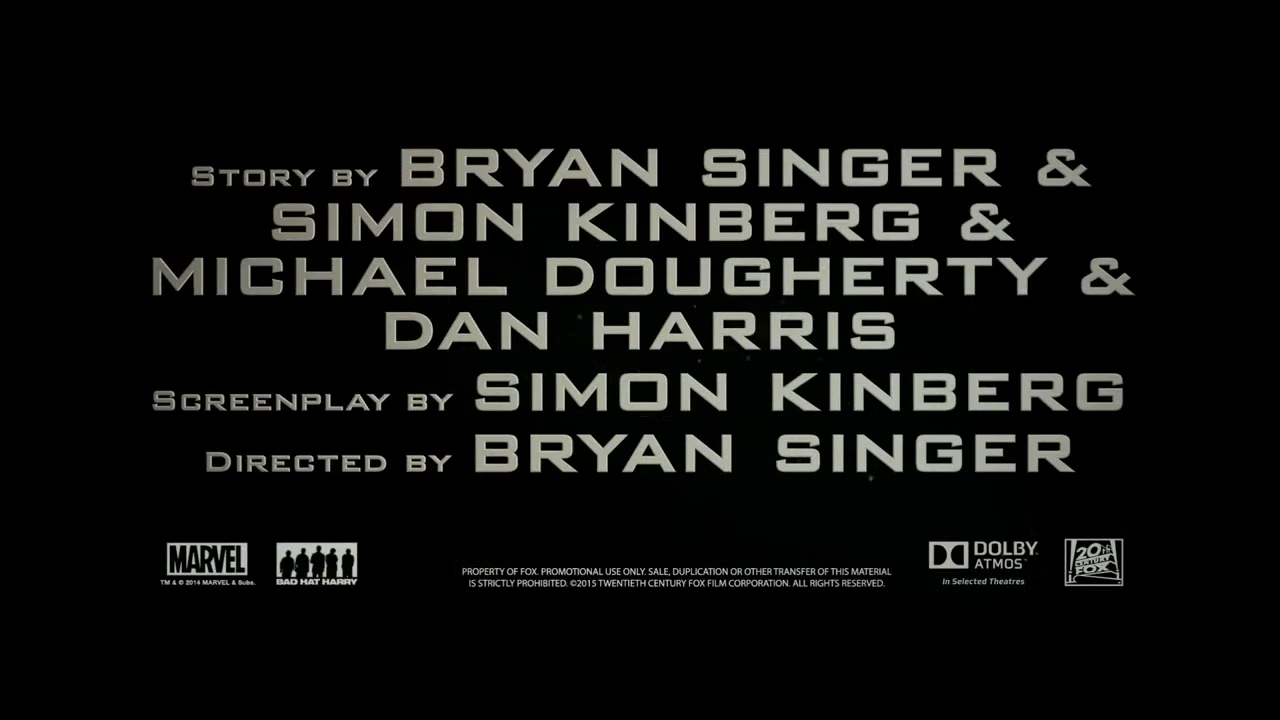 STORY BY BRYAN SINGER &
SIMON KINBERG &
MICHAEL DOUGHERTY &
DAN HARRIS
SCREENPLAY BY SIMON KINBERG
DIRECTED BY BRYAN SINGER
MARVEL
TM & © 2014 MARVEL & Subs.
BAD HAT HARRY
PROPERTY OF FOX. PROMOTIONAL USE ONLY. SALE, DUPLICATION OR OTHER TRANSFER OF THIS MATERIAL
IS STRICTLY PROHIBITED. ©2015 TWENTIETH CENTURY FOX FILM CORPORATION. ALL RIGHTS RESERVED.
DOLBY
ATMOS™
In Selected Theatres
20th
CENTURY
FOX